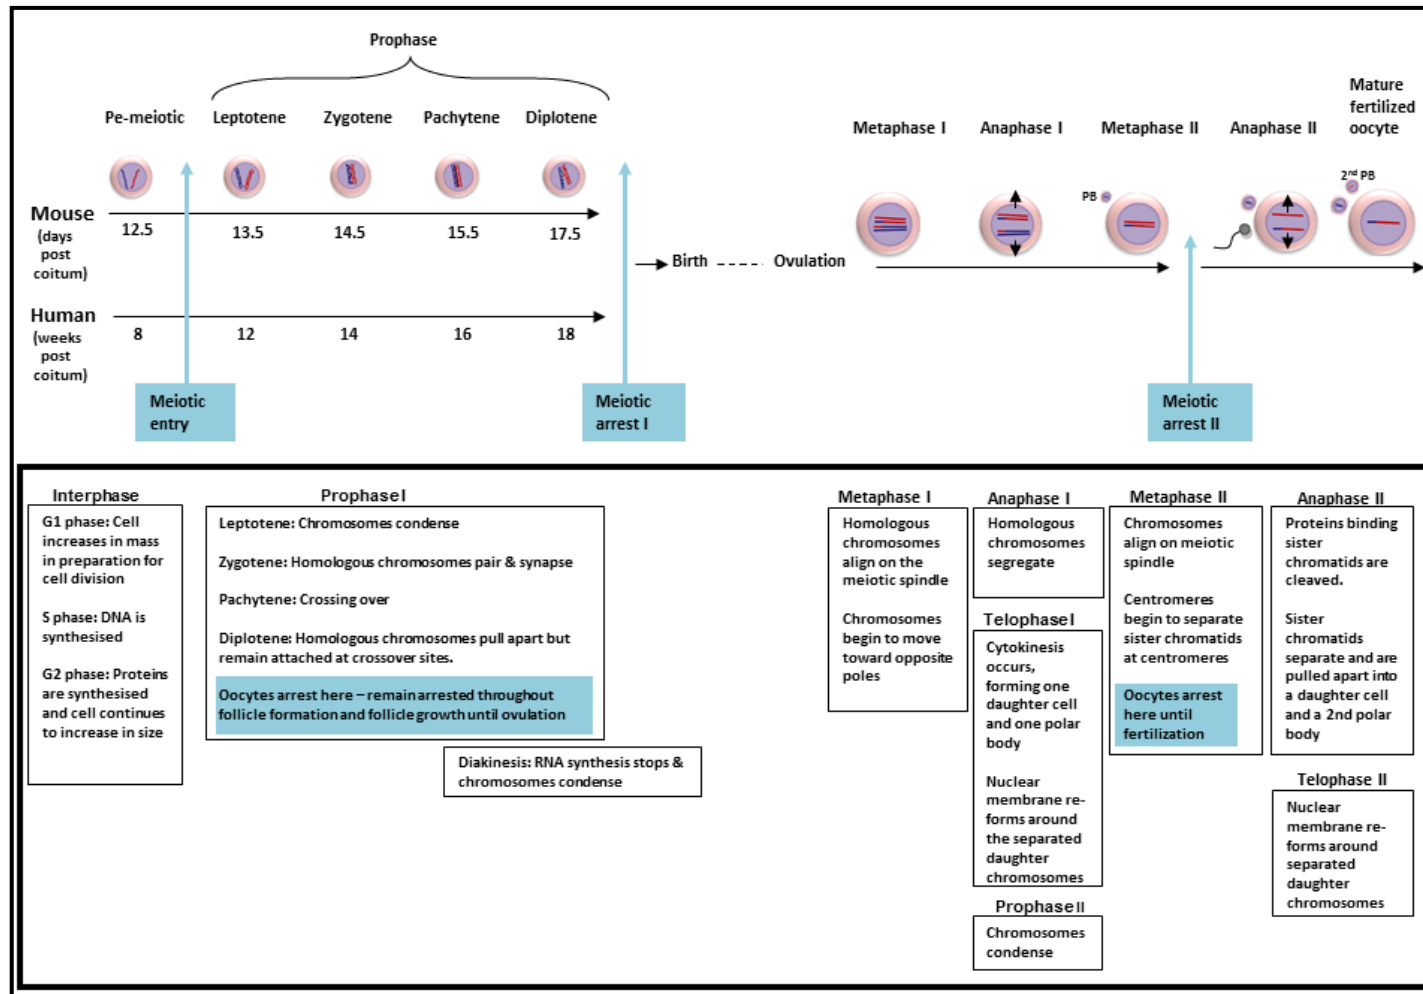 Prophase
Pe-meiotic
Leptotene
Zygotene
Pachytene
Diplotene
Metaphase I
Anaphase I
Metaphase II
Anaphase II
Mature
fertilized
oocyte
PB
2nd PB
Mouse
(days
post
coitum)
12.5
13.5
14.5
15.5
17.5
Birth
Ovulation
Human
(weeks
post
coitum)
8
12
14
16
18
Meiotic
entry
Meiotic
arrest I
Meiotic
arrest II
Interphase
G1 phase: Cell
increases in mass
in preparation for
cell division
S phase: DNA is
synthesised
G2 phase: Proteins
are synthesised
and cell continues
to increase in size
Prophase I
Leptotene: Chromosomes condense
Zygotene: Homologous chromosomes pair & synapse
Pachytene: Crossing over
Diplotene: Homologous chromosomes pull apart but
remain attached at crossover sites.
Oocytes arrest here – remain arrested throughout
follicle formation and follicle growth until ovulation
Diakinesis: RNA synthesis stops &
chromosomes condense
Metaphase I
Homologous
chromosomes
align on the
meiotic spindle
Chromosomes
begin to move
toward opposite
poles
Anaphase I
Homologous
chromosomes
segregate
Telophase I
Cytokinesis
occurs,
forming one
daughter cell
and one polar
body
Nuclear
membrane re-
forms around
the separated
daughter
chromosomes
Prophase II
Chromosomes
condense
Metaphase II
Chromosomes
align on meiotic
spindle
Centromeres
begin to separate
sister chromatids
at centromeres
Oocytes arrest
here until
fertilization
Anaphase II
Proteins binding
sister
chromatids are
cleaved.
Sister
chromatids
separate and are
pulled apart into
a daughter cell
and a 2nd polar
body
Telophase II
Nuclear
membrane re-
forms around
separated
daughter
chromosomes